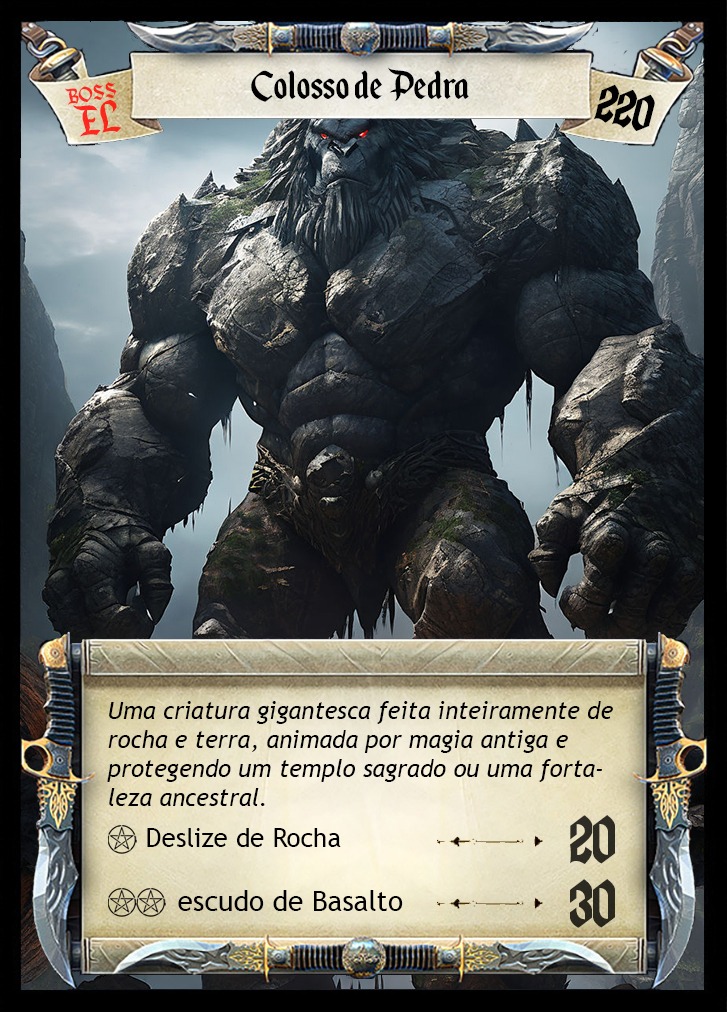 Colosso de Pedra
BOSS
EL
220
Uma criatura gigantesca feita inteiramente de
rocha e terra, animada por magia antiga e
protegendo um templo sagrado ou uma forta-
leza ancestral.
Deslize de Rocha 20
escudo de Basalto 30